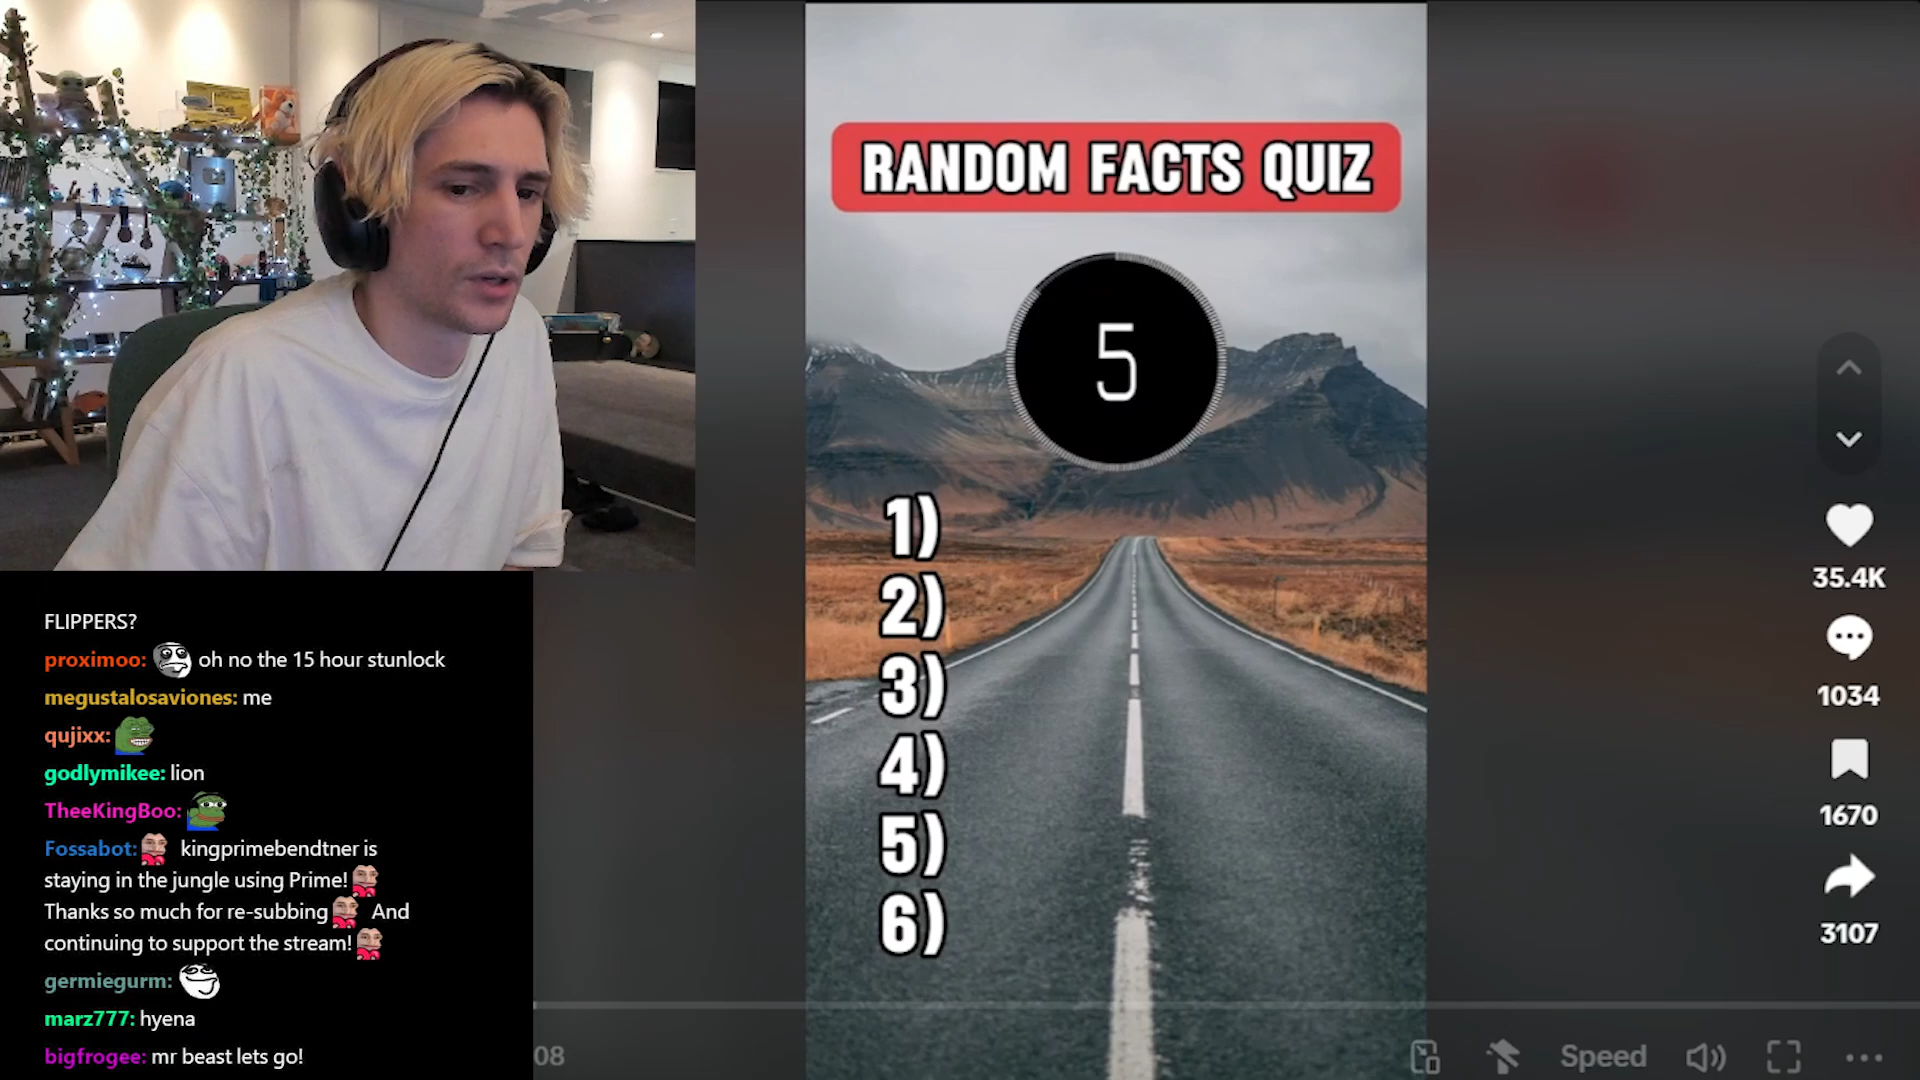 RANDOM FACTS QUIZ
5
1)
2)
3)
4)
5)
6)
FLIPPERS?
proximoo: oh no the 15 hour stunlock
megustalosaviones: me
qujixx:
godlymikee: lion
TheeKingBoo:
Fossabot: kingprimebendtner is
staying in the jungle using Prime!
Thanks so much for re-subbing And
continuing to support the stream!
germiegurm:
marz777: hyena
bigfrogee: mr beast lets go!
35.4K
1034
1670
3107
08
Speed